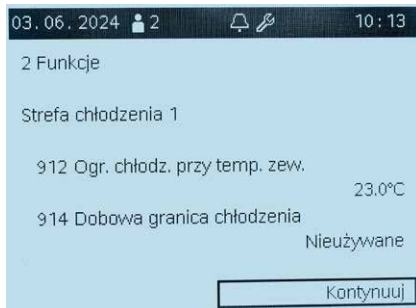 03.06.2024 2 10:13
2 Funkcje
Strefa chłodzenia 1
912 Ogr. chłodz. przy temp. zew.
23.0°C
914 Dobowa granica chłodzenia
Nieużywane
Kontynuuj